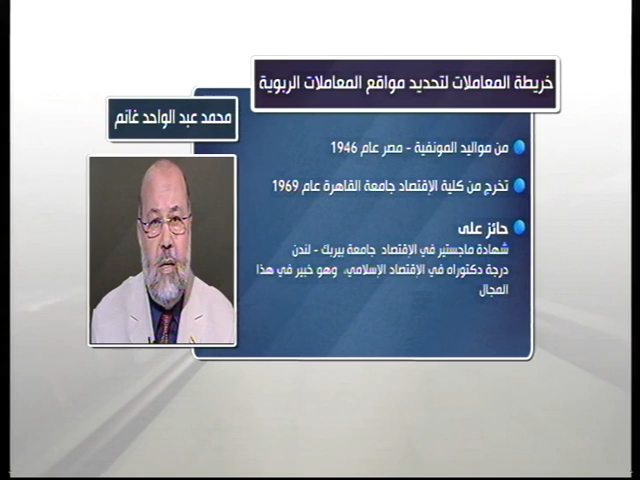 خريطة المعاملات لتحديد مواقع المعاملات الربوية
محمد عبد الواحد غانم
من مواليد المونفية - مصر عام 1946
تخرج من كلية الإقتصاد جامعة القاهرة عام 1969
حائز على
شهادة ماجستير في الإقتصاد جامعة بيربك - لندن
درجة دكتوراه في الإقتصاد الاسلامي، وهو خبير في هذا
المجال